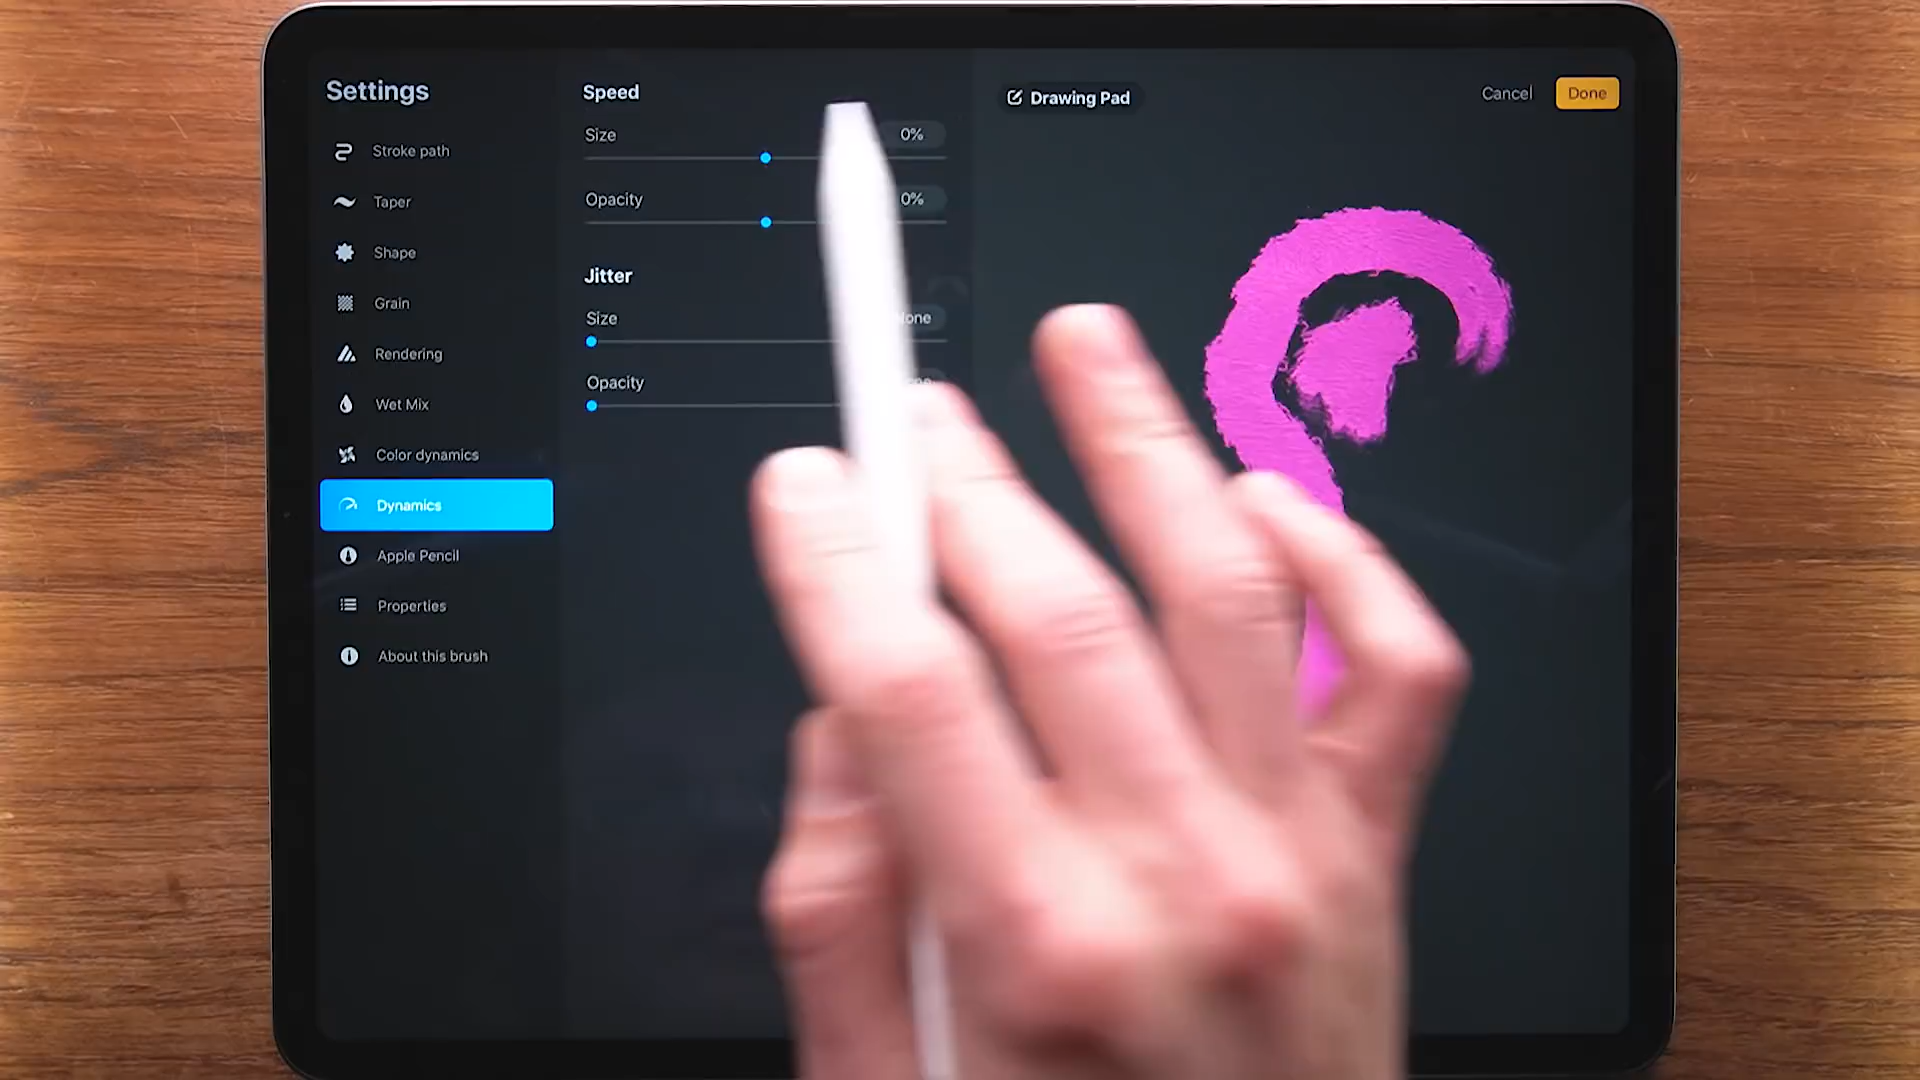 Settings
Stroke path
Taper
Shape
Grain
Rendering
Wet Mix
Color dynamics
Dynamics
Apple Pencil
Properties
About this brush
Speed
Size 0%
Opacity 0%
Jitter
Size
Opacity
Drawing Pad
Cancel
Done